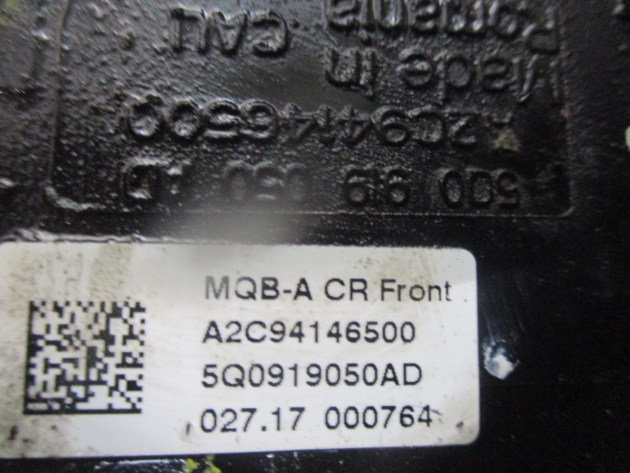 5Q0 919 050 AD
A2C94146500
Made in
Romania
MQB-A CR Front
A2C94146500
5Q0919050AD
027.17 000764